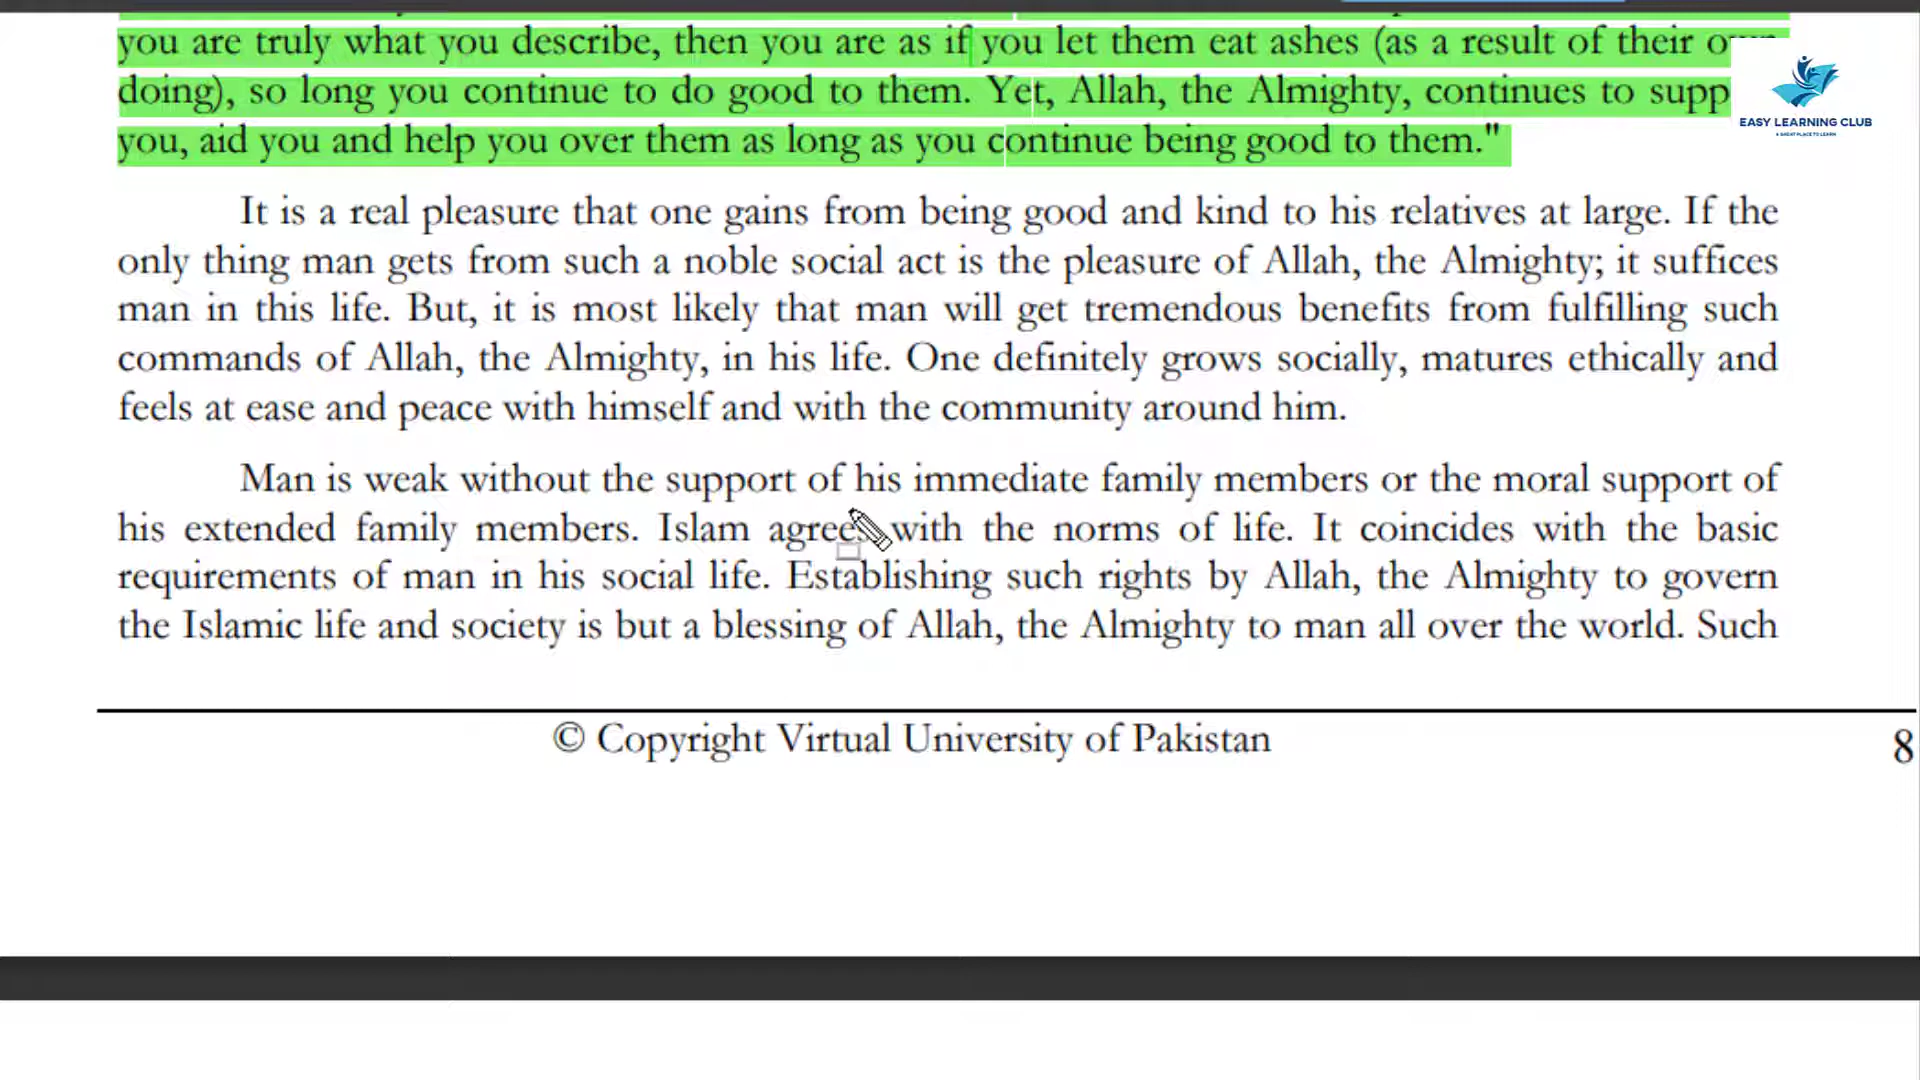 you are truly what you describe, then you are as if you let them eat ashes (as a result of their
doing), so long you continue to do good to them. Yet, Allah, the Almighty, continues to supp
you, aid you and help you over them as long as you continue being good to them."
EASY LEARNING CLUB
A GREAT PLACE TO LEARN
It is a real pleasure that one gains from being good and kind to his relatives at large. If the
only thing man gets from such a noble social act is the pleasure of Allah, the Almighty; it suffices
man in this life. But, it is most likely that man will get tremendous benefits from fulfilling such
commands of Allah, the Almighty, in his life. One definitely grows socially, matures ethically and
feels at ease and peace with himself and with the community around him.
Man is weak without the support of his immediate family members or the moral support of
his extended family members. Islam agrees with the norms of life. It coincides with the basic
requirements of man in his social life. Establishing such rights by Allah, the Almighty to govern
the Islamic life and society is but a blessing of Allah, the Almighty to man all over the world. Such
© Copyright Virtual University of Pakistan
8